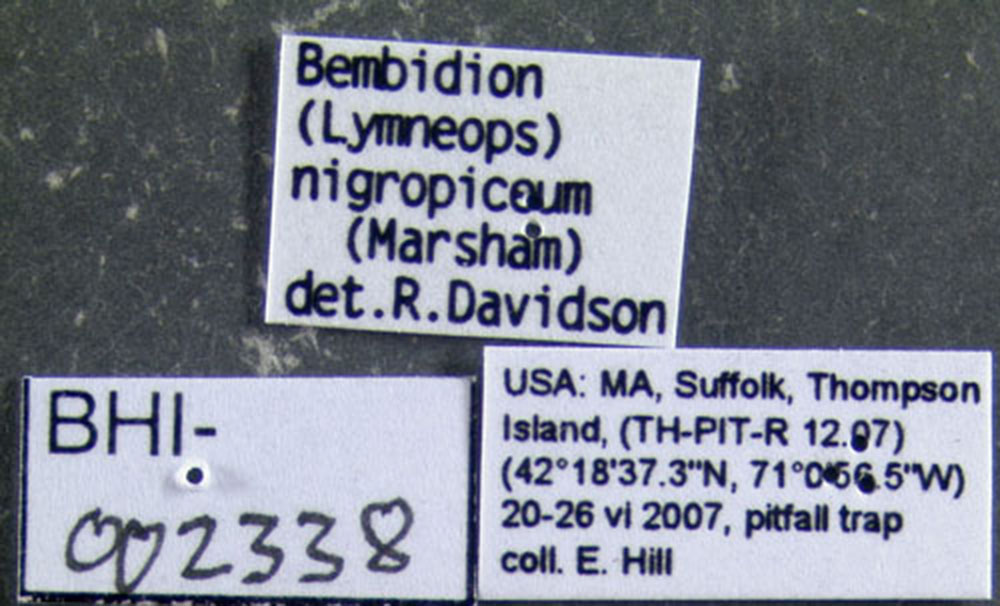 Bembidion
(Lymneops)
nigropiceum
(Marsham)
det.R.Davidson
BHI-
002338
USA: MA, Suffolk, Thompson
Island, (TH-PIT-R 12.07)
(42°18'37.3"N, 71°0'56.5"W)
20-26 vi 2007, pitfall trap
coll. E. Hill